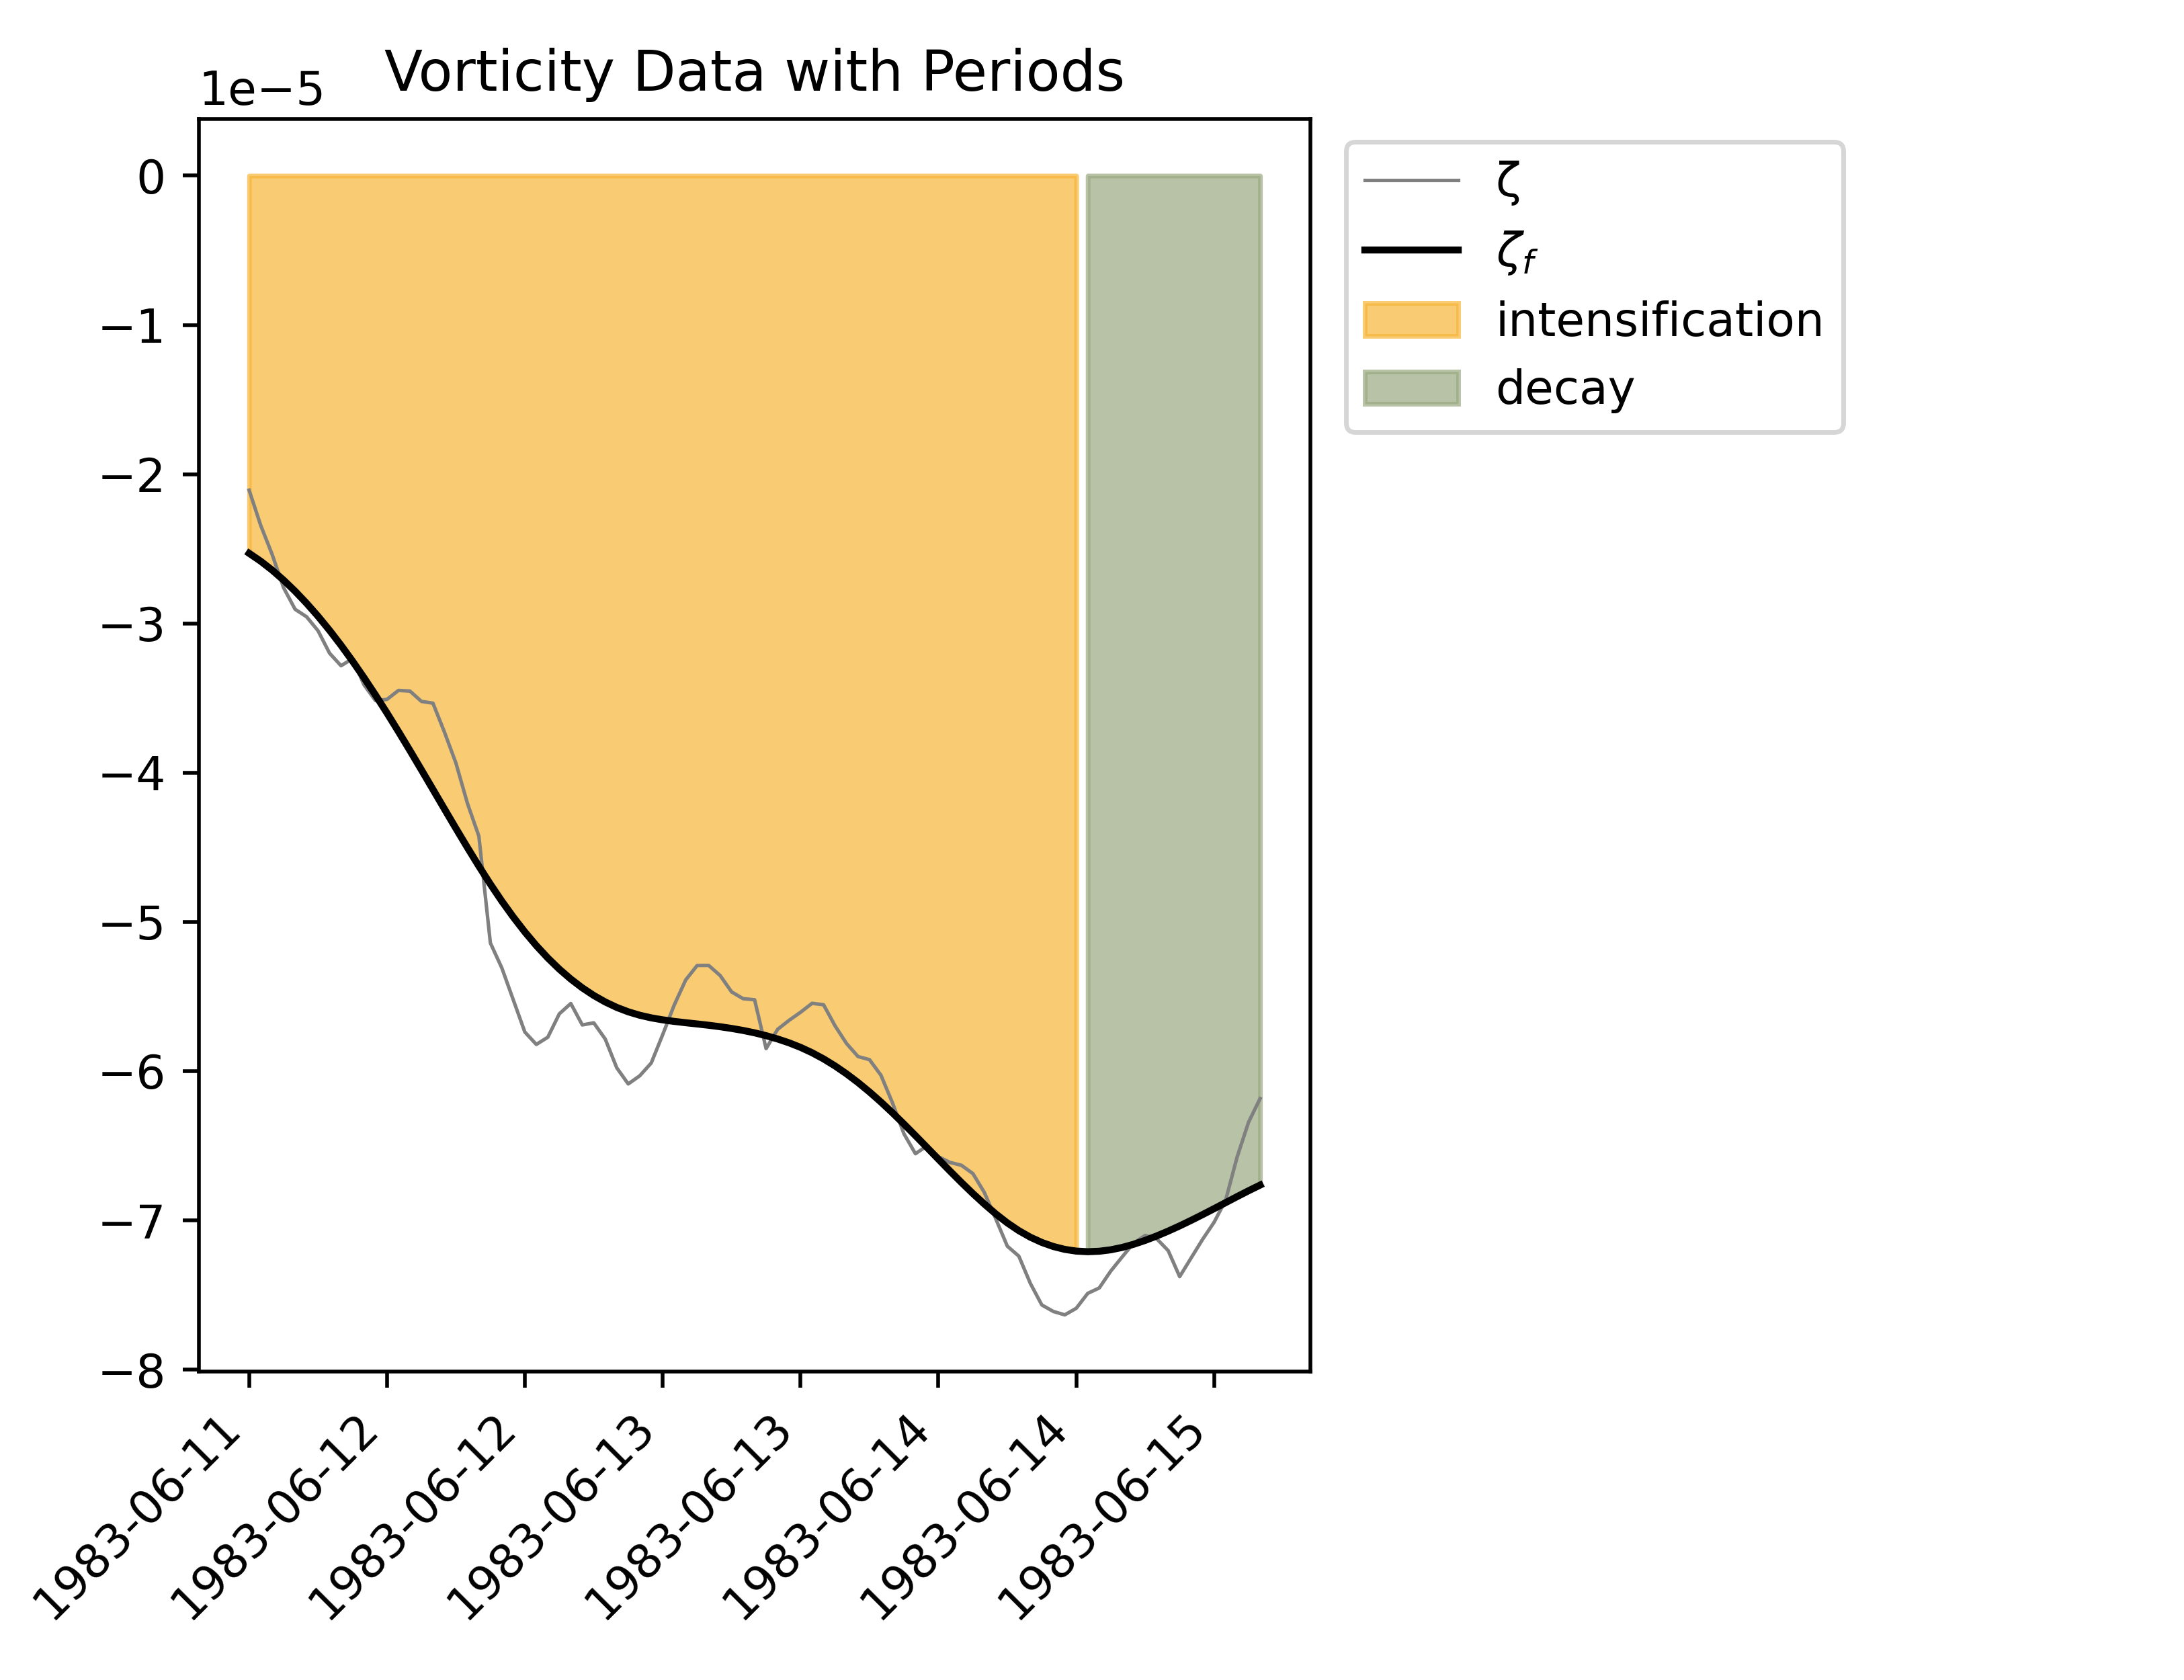 Vorticity Data with Periods
1e−5
0
−1
−2
−3
−4
−5
−6
−7
−8
1983-06-11
1983-06-12
1983-06-12
1983-06-13
1983-06-13
1983-06-14
1983-06-14
1983-06-15
ζ
ζf
intensification
decay